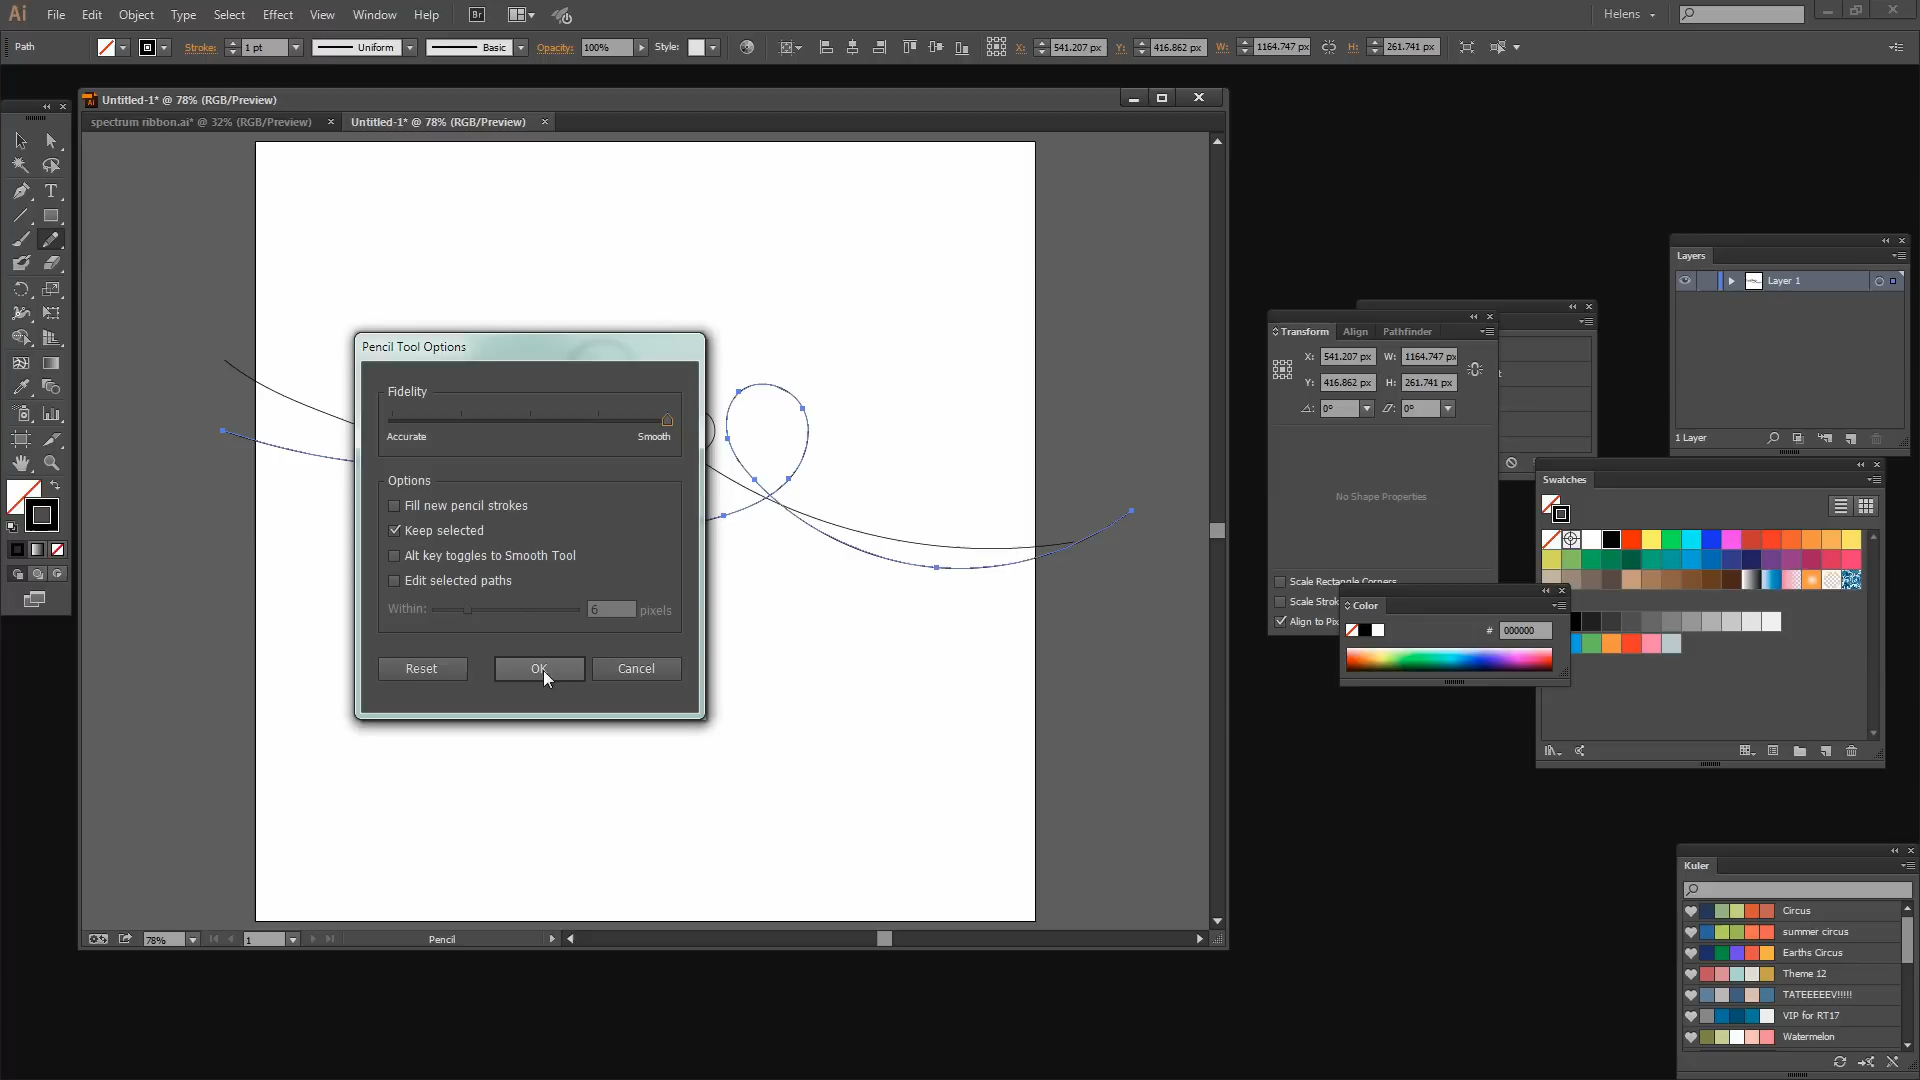 Ai File Edit Object Type Select Effect View Window Help Br Helens
Path Stroke: 1 pt Uniform Basic Opacity: 100% Style: X: 541.207 px Y: 416.862 px W: 1164.747 px H: 261.741 px
Untitled-1* @ 78% (RGB/Preview)
spectrum ribbon.ai* @ 32% (RGB/Preview) Untitled-1* @ 78% (RGB/Preview)
Pencil Tool Options
Fidelity
Accurate Smooth
Options
Fill new pencil strokes
Keep selected
Alt key toggles to Smooth Tool
Edit selected paths
Within: 6 pixels
Reset OK Cancel
78% 1 Pencil
Transform Align Pathfinder
X: 541.207 px W: 1164.747 px
Y: 416.862 px H: 261.741 px
0° 0°
No Shape Properties
Scale Rectangle Corners
Scale Strok
Align to Pix
Color
# 000000
Layers
Layer 1
1 Layer
Swatches
Kuler
Circus
summer circus
Earths Circus
Theme 12
TATEEEEEV!!!!!
VIP for RT17
Watermelon